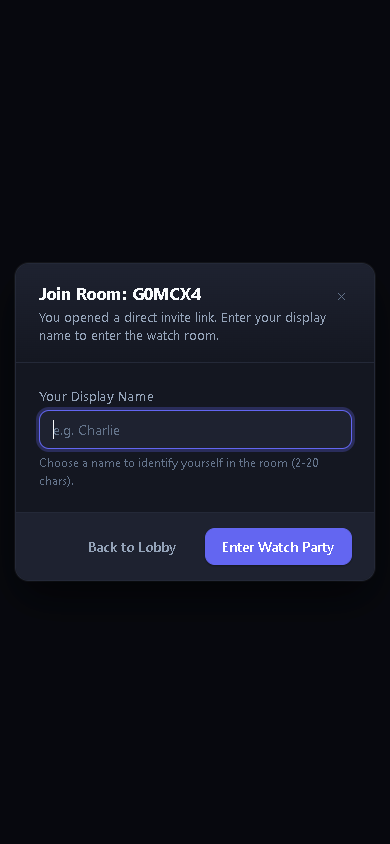 Join Room: G0MCX4
×
You opened a direct invite link. Enter your display
name to enter the watch room.
Your Display Name
e.g. Charlie
Choose a name to identify yourself in the room (2-20
chars).
Back to Lobby
Enter Watch Party